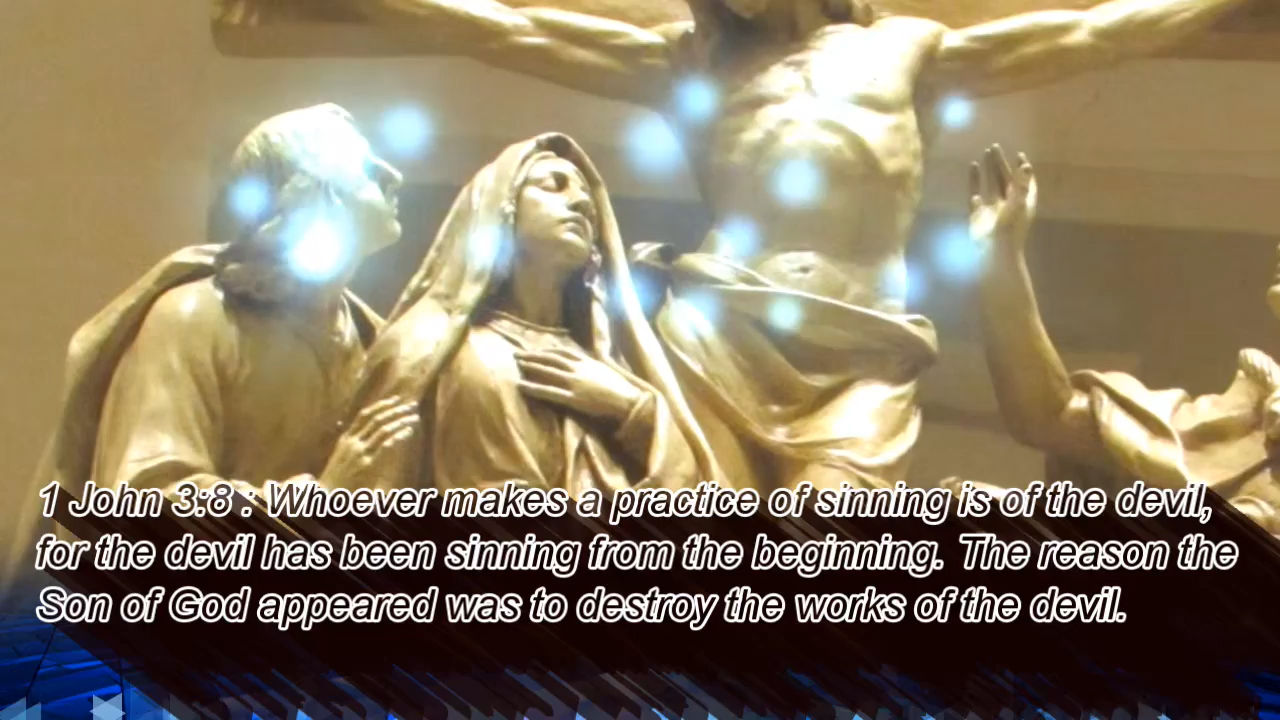 1 John 3:8 : Whoever makes a practice of sinning is of the devil,
for the devil has been sinning from the beginning. The reason the
Son of God appeared was to destroy the works of the devil.